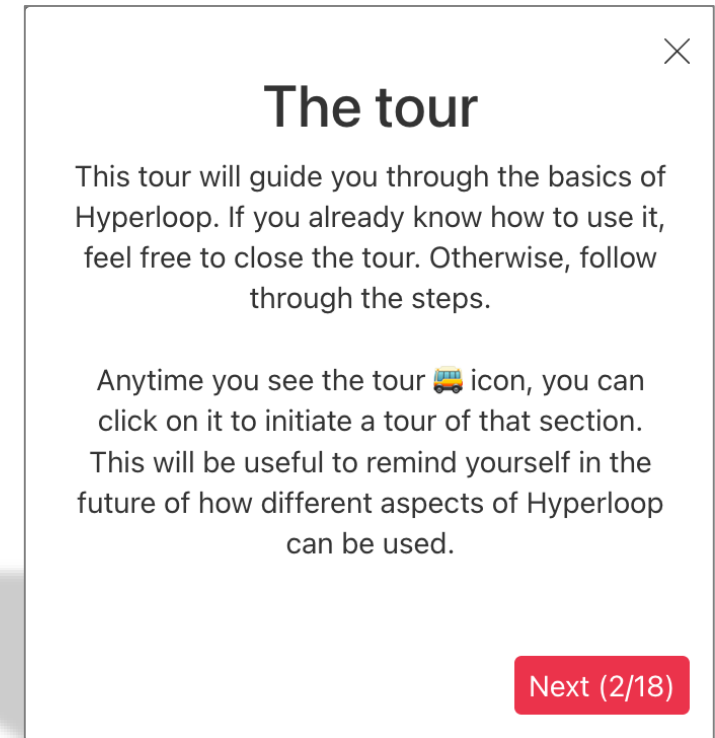 The tour
This tour will guide you through the basics of
Hyperloop. If you already know how to use it,
feel free to close the tour. Otherwise, follow
through the steps.
Anytime you see the tour 🚌 icon, you can
click on it to initiate a tour of that section.
This will be useful to remind yourself in the
future of how different aspects of Hyperloop
can be used.
Next (2/18)